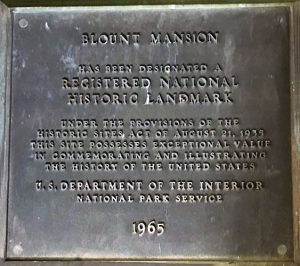 BLOUNT MANSION
HAS BEEN DESIGNATED A
REGISTERED NATIONAL
HISTORIC LANDMARK
UNDER THE PROVISIONS OF THE
HISTORIC SITES ACT OF AUGUST 21, 1935
THIS SITE POSSESSES EXCEPTIONAL VALUE
IN COMMEMORATING AND ILLUSTRATING
THE HISTORY OF THE UNITED STATES
U.S. DEPARTMENT OF THE INTERIOR
NATIONAL PARK SERVICE
1965